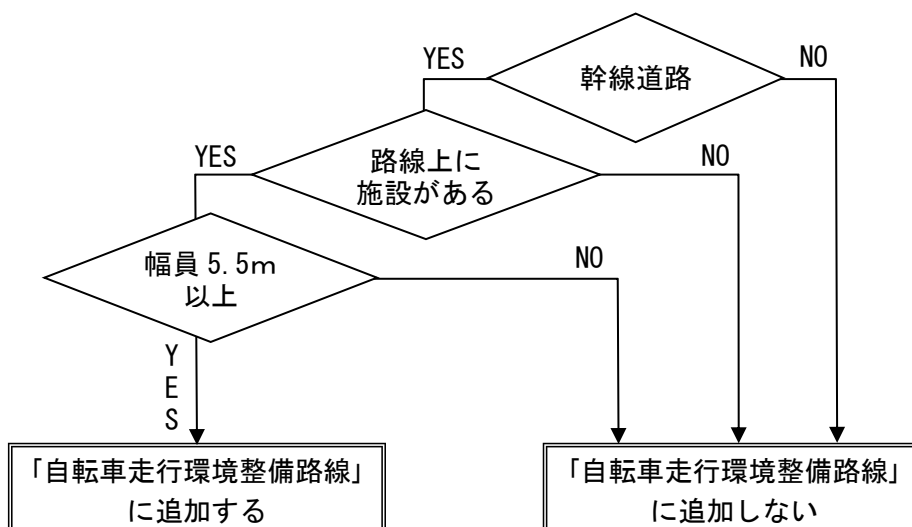 幹線道路
YES
NO
路線上に
施設がある
YES
NO
幅員5.5m
以上
NO
YES
「自転車走行環境整備路線」
に追加する
「自転車走行環境整備路線」
に追加しない